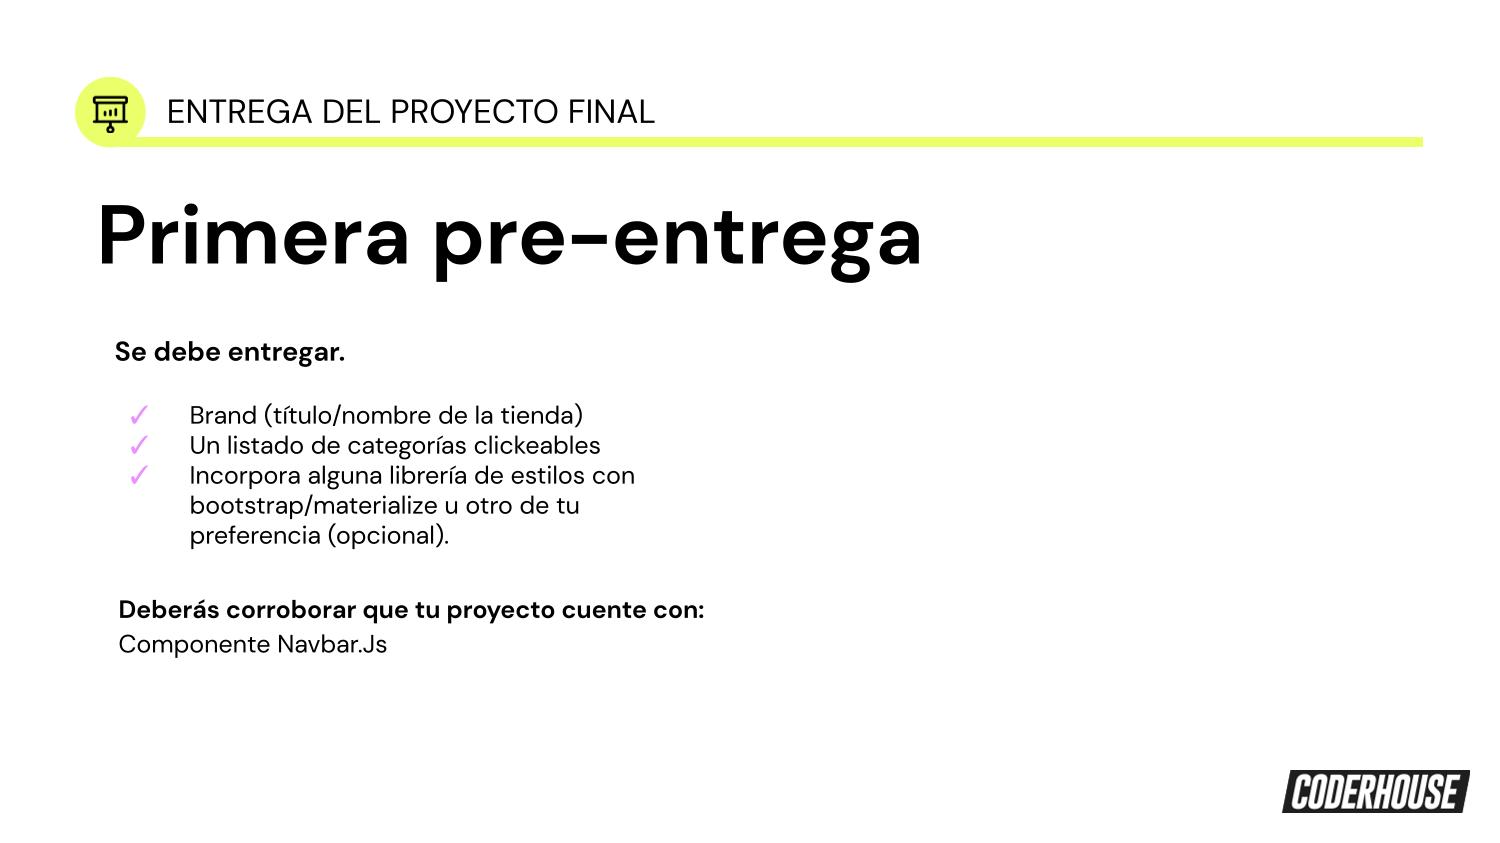 ENTREGA DEL PROYECTO FINAL
Primera pre-entrega
Se debe entregar.
✓ Brand (título/nombre de la tienda)
✓ Un listado de categorías clickeables
✓ Incorpora alguna librería de estilos con
bootstrap/materialize u otro de tu
preferencia (opcional).
Deberás corroborar que tu proyecto cuente con:
Componente Navbar.Js
CODERHOUSE